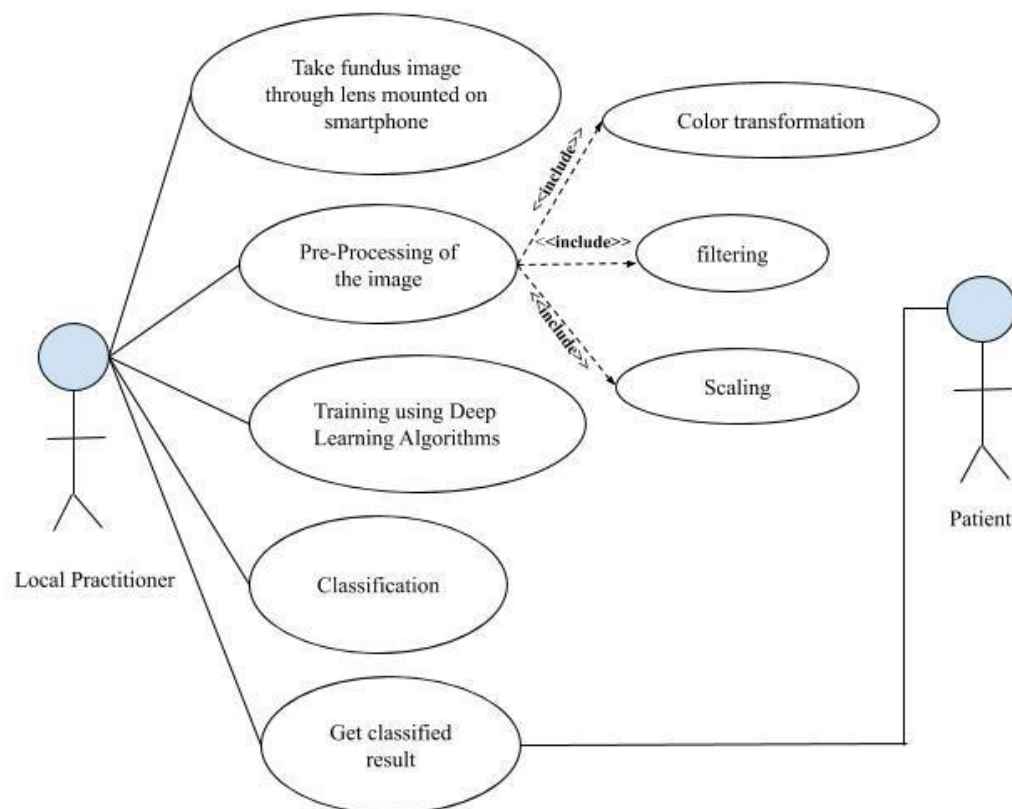 Take fundus image
through lens mounted on
smartphone
Color transformation
<<include>>
Pre-Processing of
the image
<<include>>
filtering
<<include>>
Scaling
Training using Deep
Learning Algorithms
Patient
Local Practitioner
Classification
Get classified
result